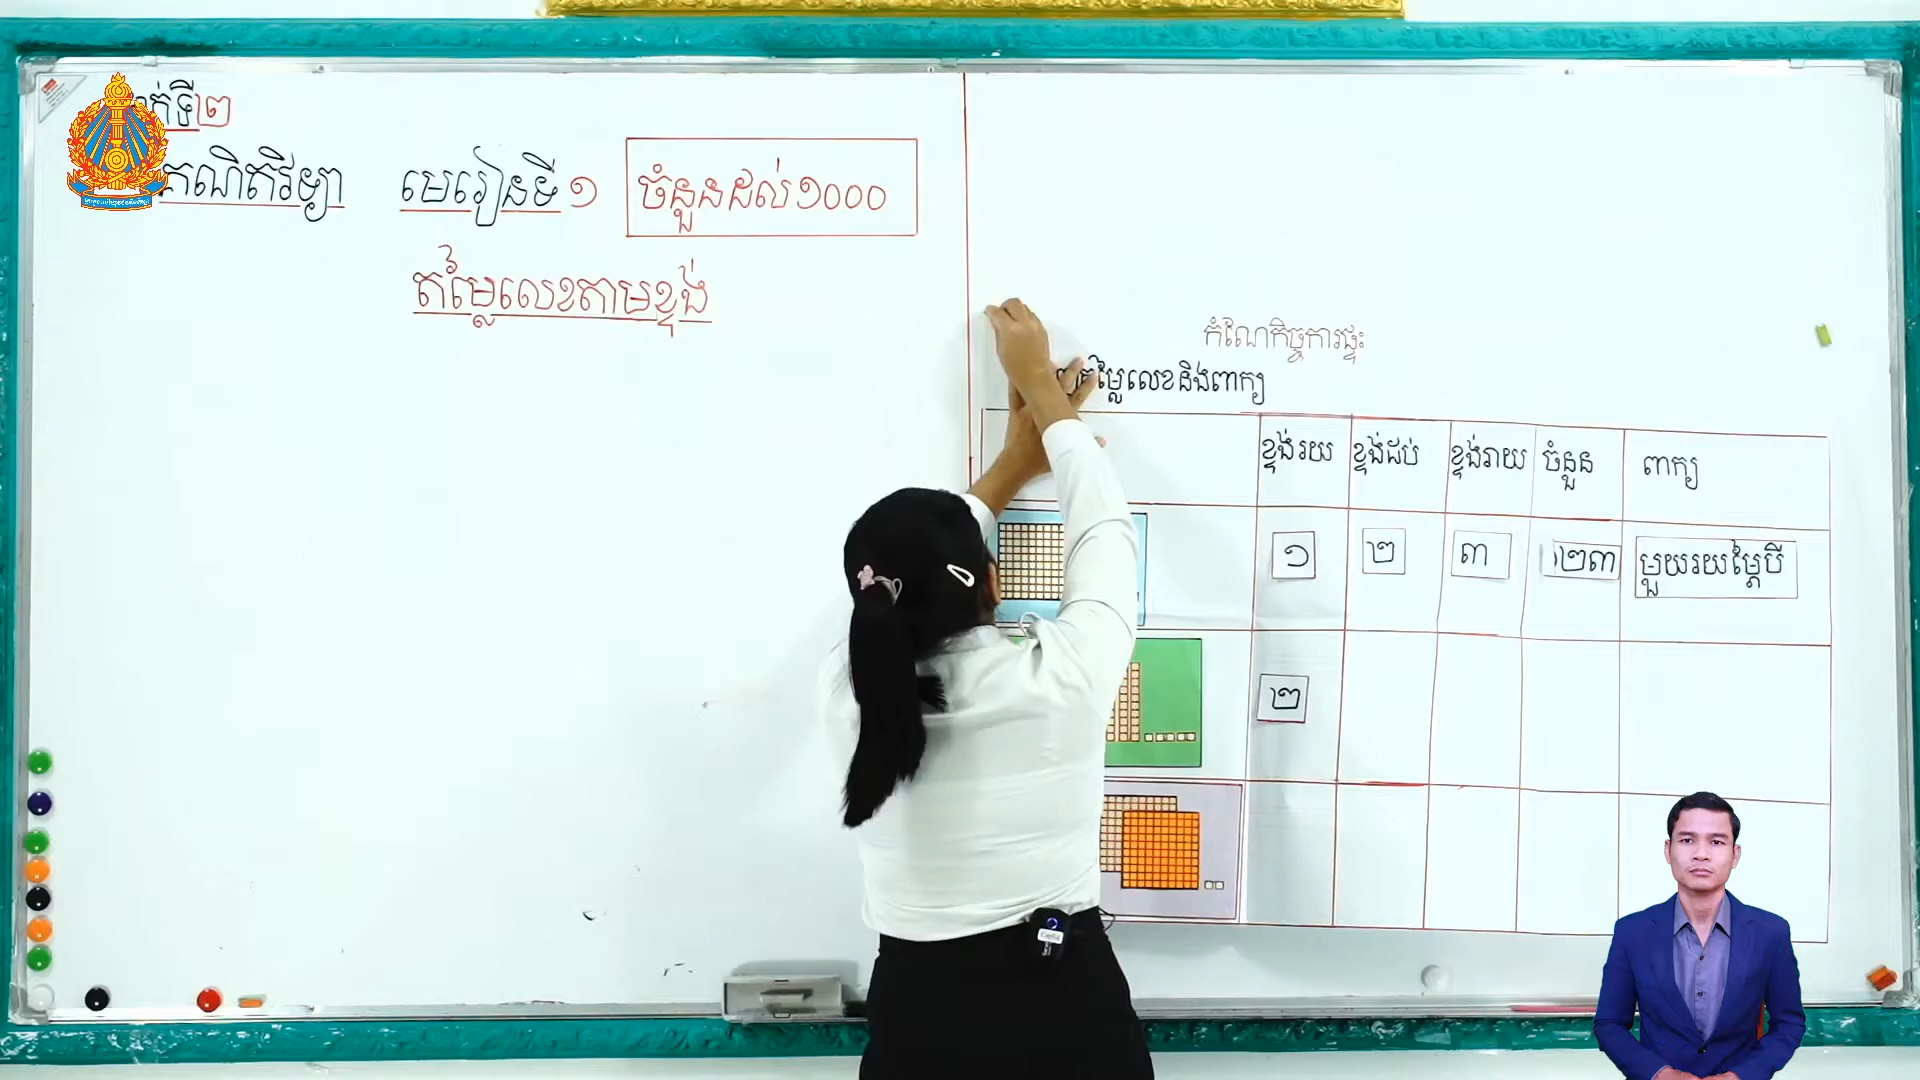 ទី២
គណិតវិទ្យា មេរៀនទី ១ ចំនួនដល់១០០០
តម្លៃលេខតាមខ្ទង់
កំណែកិច្ចការផ្ទះ
តម្លៃលេខនិងពាក្យ
ខ្ទង់រយ ខ្ទង់ដប់ ខ្ទង់រាយ ចំនួន ពាក្យ
១ ២ ៣ ១២៣ មួយរយម្ភៃបី
២